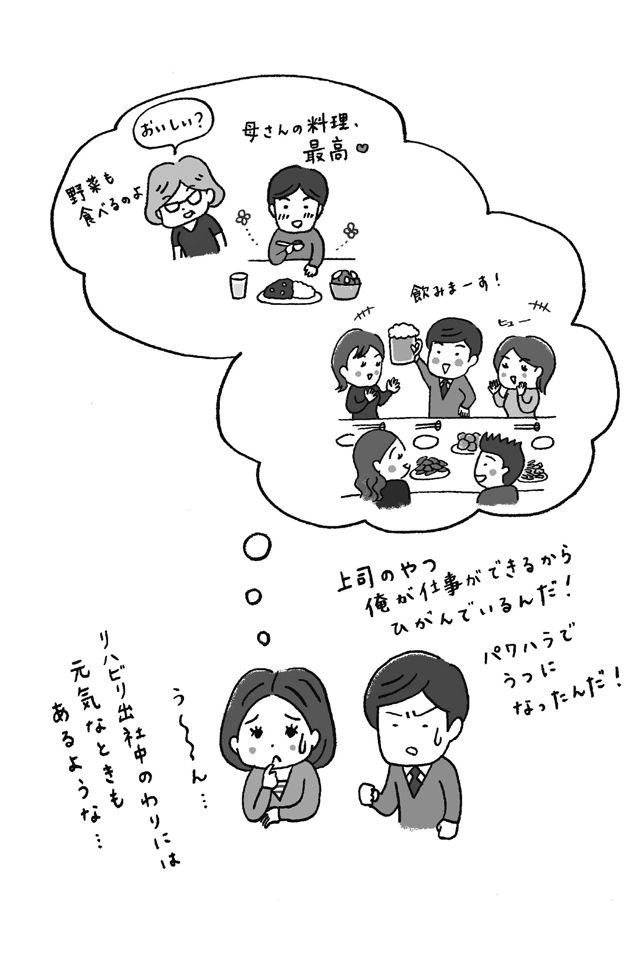 おいしい?
母さんの料理、
最高♥
野菜も
食べるのよ
飲みまーす!
ヒュー
上司のやつ
俺が仕事ができるから
ひがんでいるんだ!
パワハラで
うつに
なったんだ!
う〜〜ん…
リハビリ出社中のわりには
元気なときも
あるような…